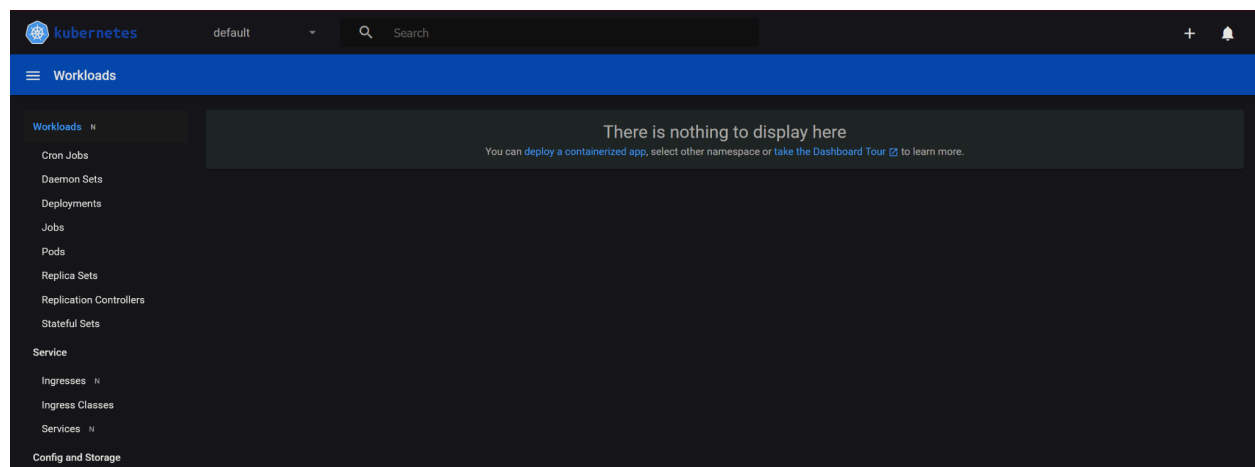 kubernetes default Search
Workloads
Workloads N
Cron Jobs
Daemon Sets
Deployments
Jobs
Pods
Replica Sets
Replication Controllers
Stateful Sets
Service
Ingresses N
Ingress Classes
Services N
Config and Storage
There is nothing to display here
You can deploy a containerized app, select other namespace or take the Dashboard Tour to learn more.